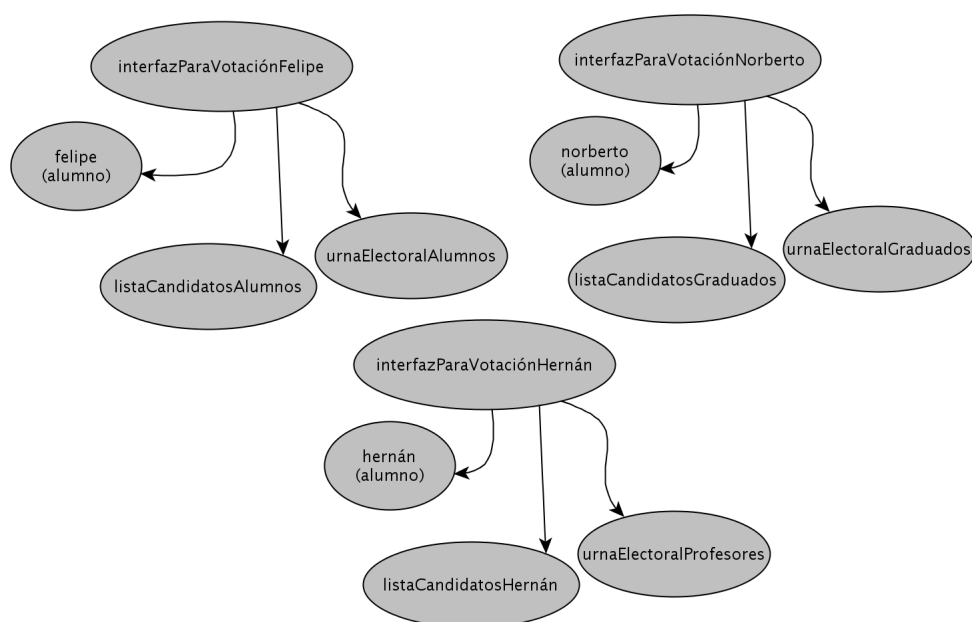 interfazParaVotaciónFelipe
felipe
(alumno)
listaCandidatosAlumnos
urnaElectoralAlumnos
interfazParaVotaciónNorberto
norberto
(alumno)
listaCandidatosGraduados
urnaElectoralGraduados
interfazParaVotaciónHernán
hernán
(alumno)
listaCandidatosHernán
urnaElectoralProfesores